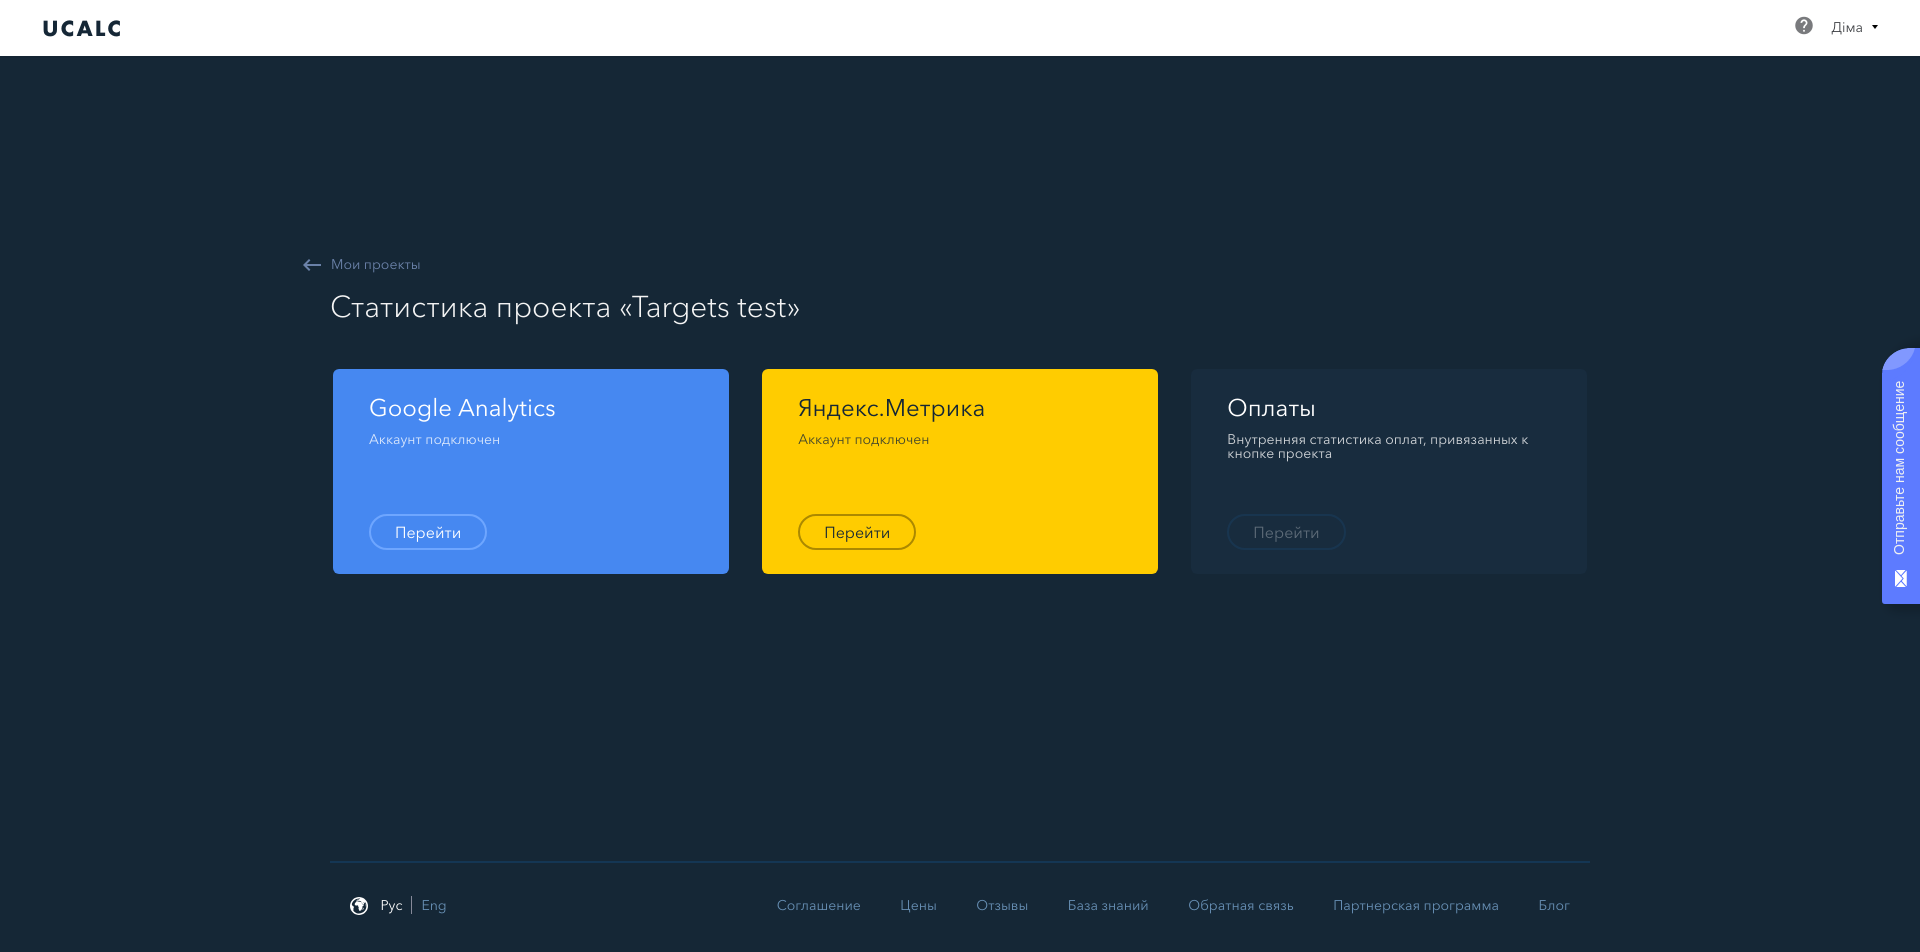 UCALC
Діма
Мои проекты
Статистика проекта «Targets test»
Google Analytics
Аккаунт подключен
Перейти
Яндекс.Метрика
Аккаунт подключен
Перейти
Оплаты
Внутренняя статистика оплат, привязанных к
кнопке проекта
Перейти
Отправьте нам сообщение
Рус Eng
Соглашение Цены Отзывы База знаний Обратная связь Партнерская программа Блог